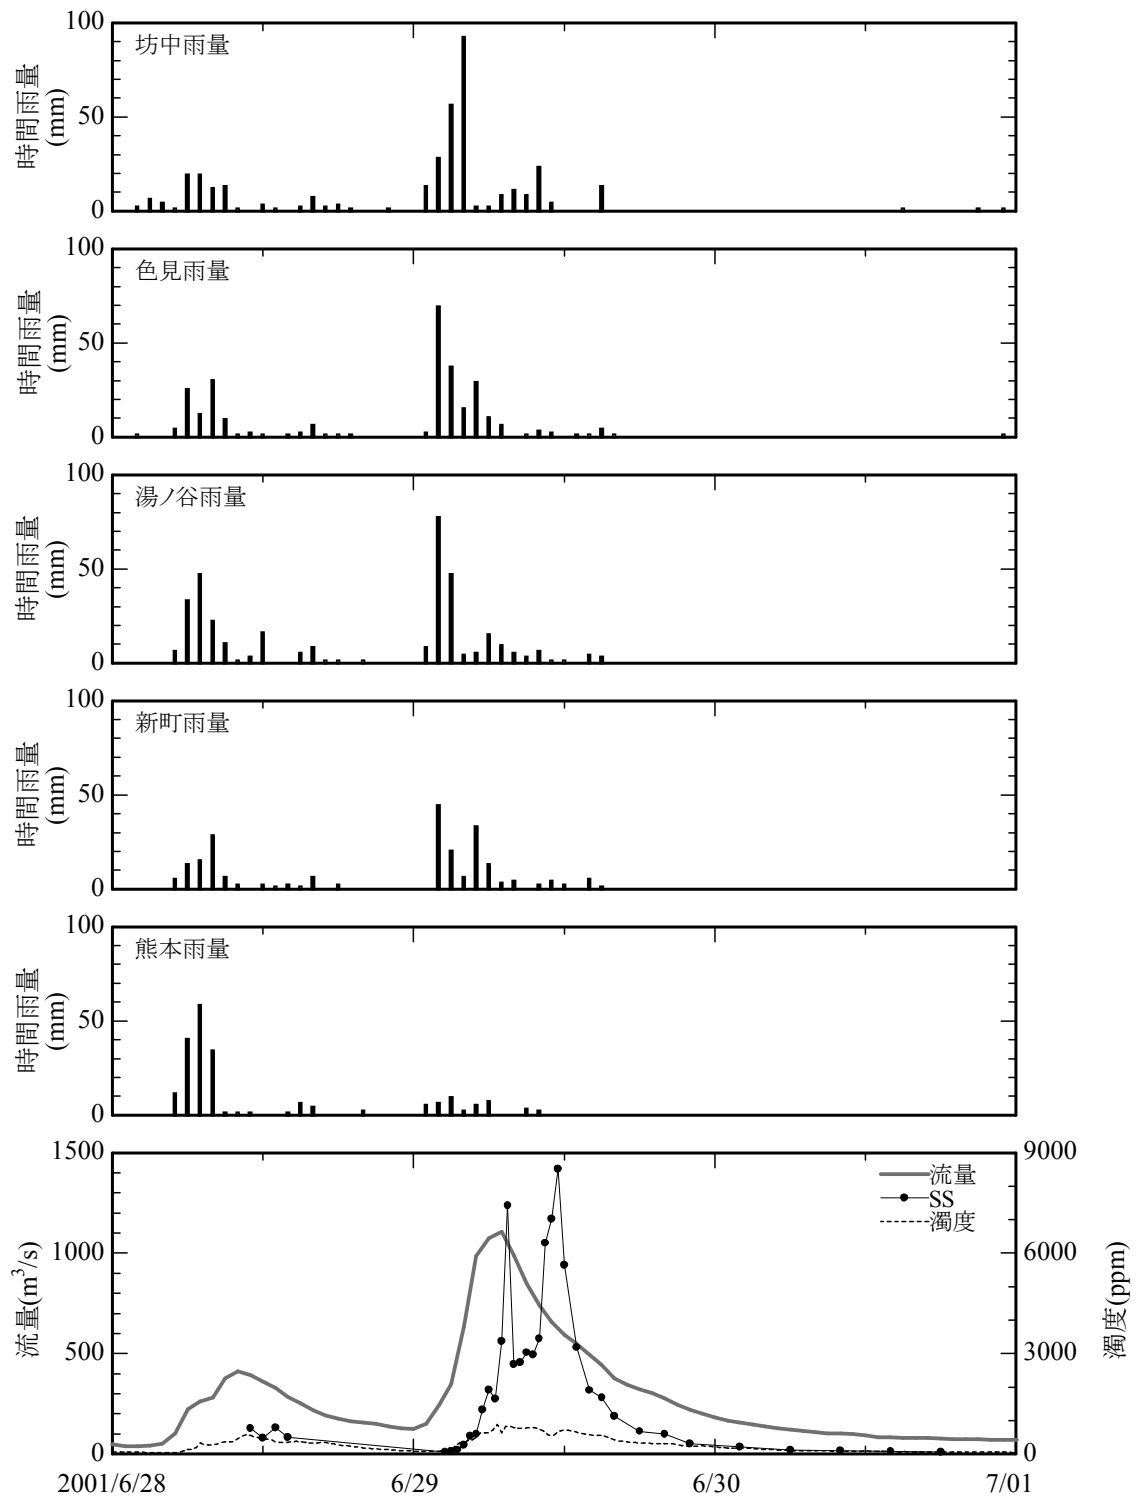 100
坊中雨量
時間雨量
(mm)
50
0
100
色見雨量
時間雨量
(mm)
50
0
100
湯ノ谷雨量
時間雨量
(mm)
50
0
100
新町雨量
時間雨量
(mm)
50
0
100
熊本雨量
時間雨量
(mm)
50
0
1500
9000
流量
SS
濁度
1000
6000
流量(m³/s)
濁度(ppm)
500
3000
0
0
2001/6/28
6/29
6/30
7/01